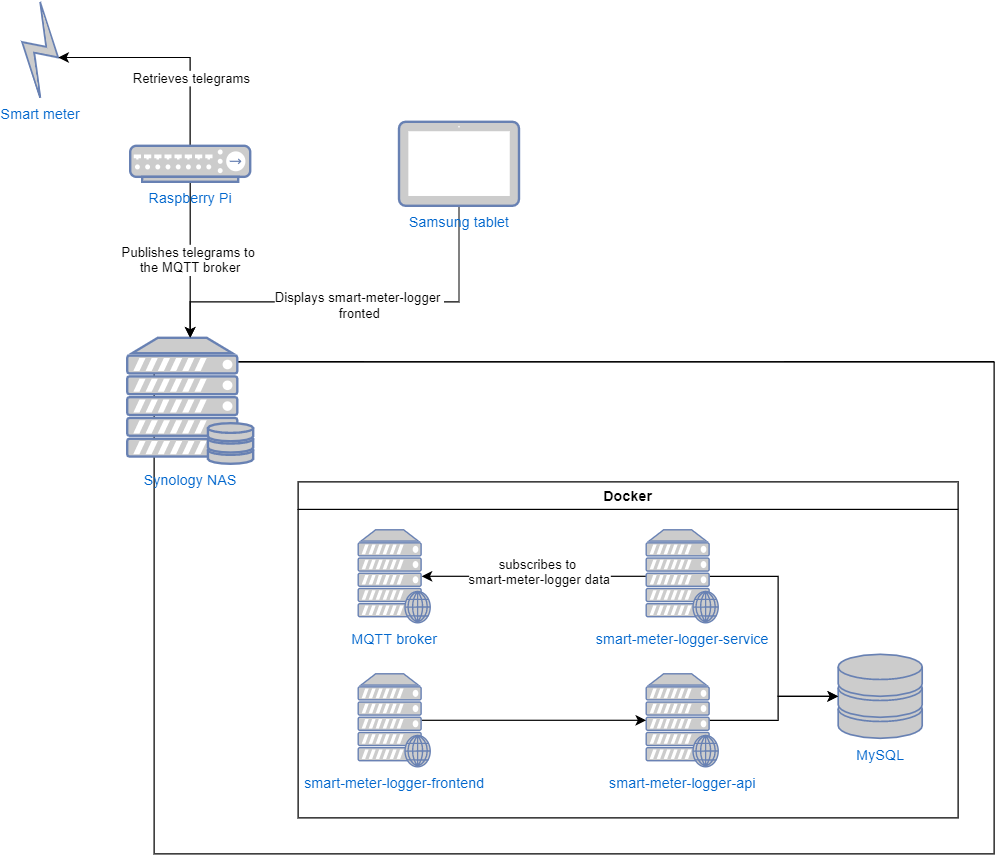 Smart meter
Retrieves telegrams
Raspberry Pi
Samsung tablet
Publishes telegrams to
the MQTT broker
Displays smart-meter-logger
fronted
Synology NAS
Docker
subscribes to
smart-meter-logger data
MQTT broker
smart-meter-logger-service
MySQL
smart-meter-logger-frontend
smart-meter-logger-api